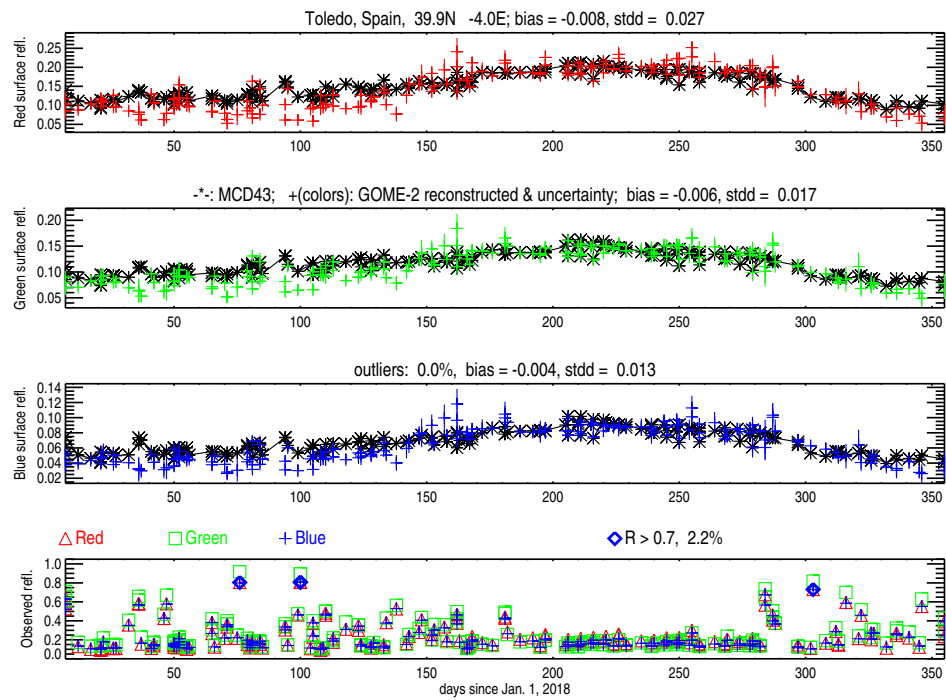 Toledo, Spain, 39.9N -4.0E; bias = -0.008, stdd = 0.027
Red surface refl.
0.25
0.20
0.15
0.10
0.05
50 100 150 200 250 300 350
-*-: MCD43; +(colors): GOME-2 reconstructed & uncertainty; bias = -0.006, stdd = 0.017
Green surface refl.
0.20
0.15
0.10
0.05
50 100 150 200 250 300 350
outliers: 0.0%, bias = -0.004, stdd = 0.013
Blue surface refl.
0.14
0.12
0.10
0.08
0.06
0.04
0.02
50 100 150 200 250 300 350
Red Green Blue R > 0.7, 2.2%
Observed refl.
1.0
0.8
0.6
0.4
0.2
0.0
50 100 150 200 250 300 350
days since Jan. 1, 2018